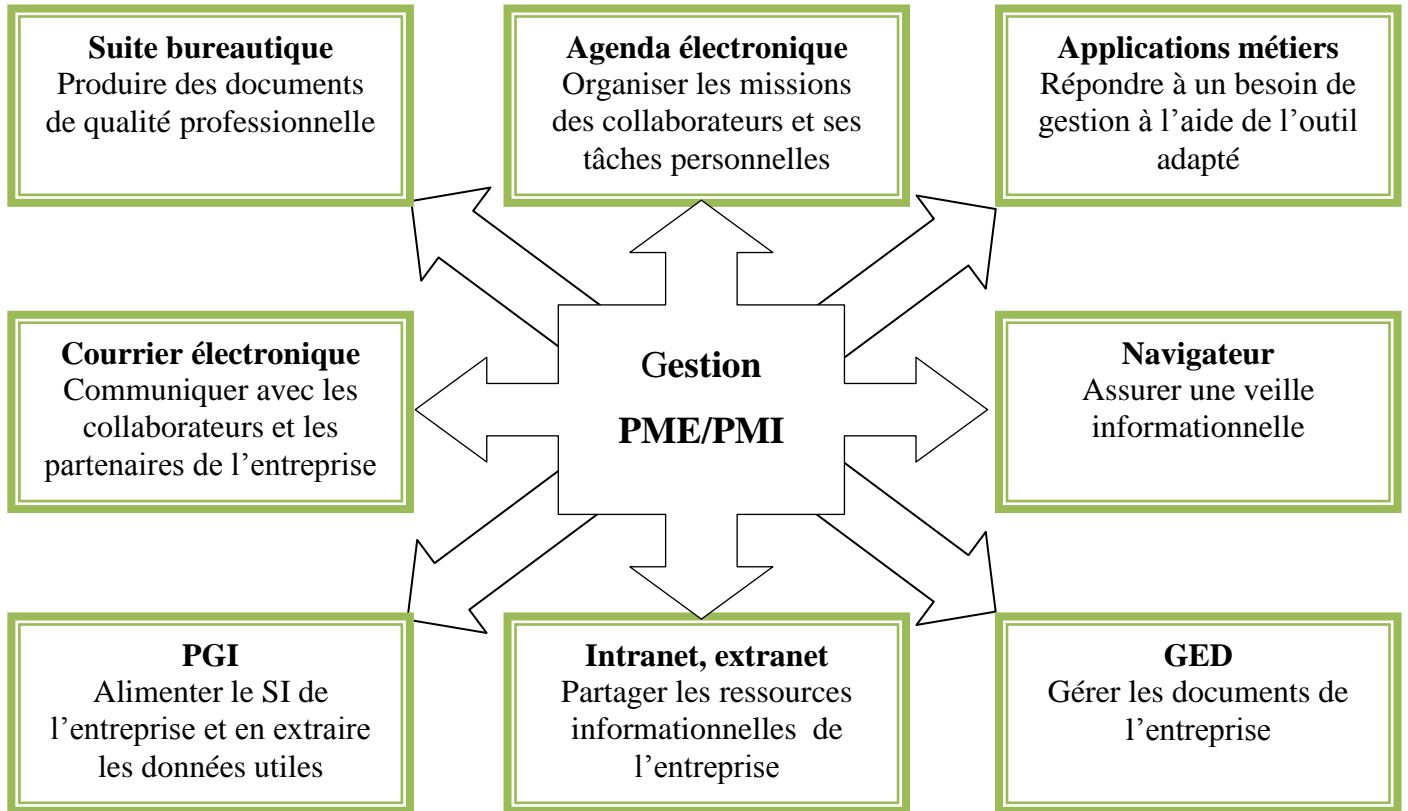 Suite bureautique
Produire des documents
de qualité professionnelle
Agenda électronique
Organiser les missions
des collaborateurs et ses
tâches personnelles
Applications métiers
Répondre à un besoin de
gestion à l’aide de l’outil
adapté
Courrier électronique
Communiquer avec les
collaborateurs et les
partenaires de l’entreprise
Gestion
PME/PMI
Navigateur
Assurer une veille
informationnelle
PGI
Alimenter le SI de
l’entreprise et en extraire
les données utiles
Intranet, extranet
Partager les ressources
informationnelles de
l’entreprise
GED
Gérer les documents de
l’entreprise